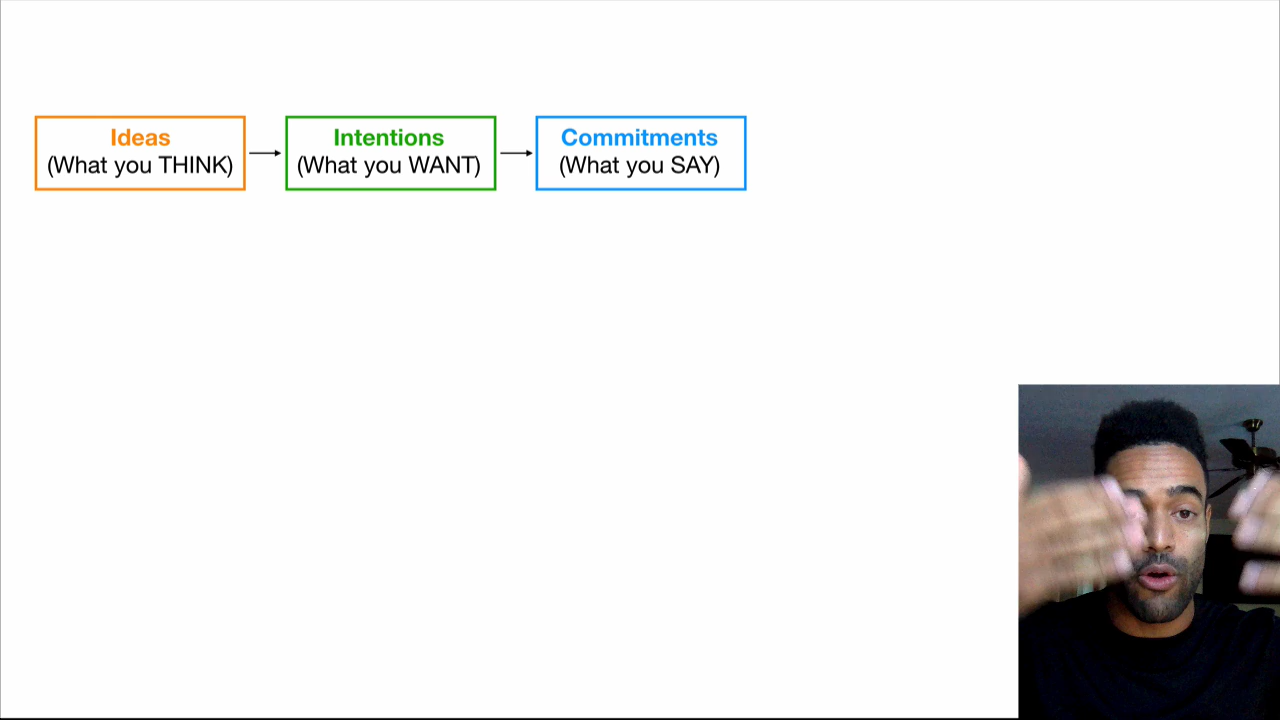 Ideas
(What you THINK)
Intentions
(What you WANT)
Commitments
(What you SAY)